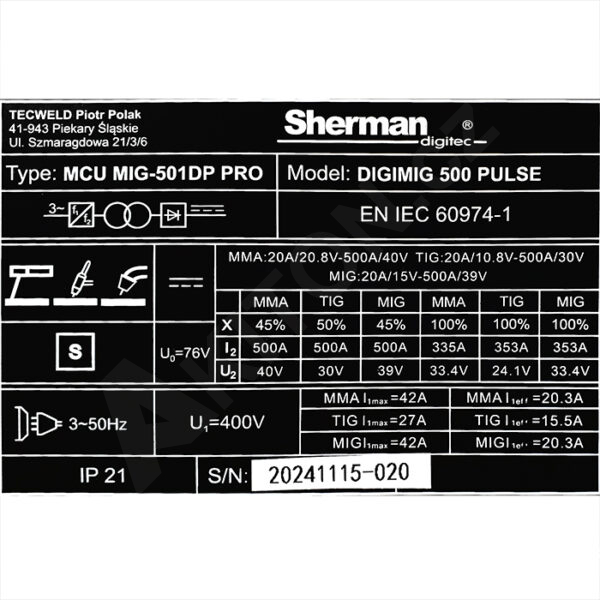 TECWELD Piotr Polak
41-943 Piekary Śląskie
Ul. Szmaragdowa 21/3/6
Sherman ®
digitec
Type: MCU MIG-501DP PRO
Model: DIGIMIG 500 PULSE
3~ f₁ f₂
EN IEC 60974-1
MMA:20A/20.8V-500A/40V TIG:20A/10.8V-500A/30V
MIG:20A/15V-500A/39V
MMA TIG MIG MMA TIG MIG
X 45% 50% 45% 100% 100% 100%
S U₀=76V I₂ 500A 500A 500A 335A 353A 353A
U₂ 40V 30V 39V 33.4V 24.1V 33.4V
3~50Hz
U₁=400V
MMA I₁max=42A MMA I₁eff=20.3A
TIG I₁max=27A TIG I₁eff=15.5A
MIGI₁max=42A MIGI₁eff=20.3A
IP 21
S/N: 20241115-020
AKITON.CZ